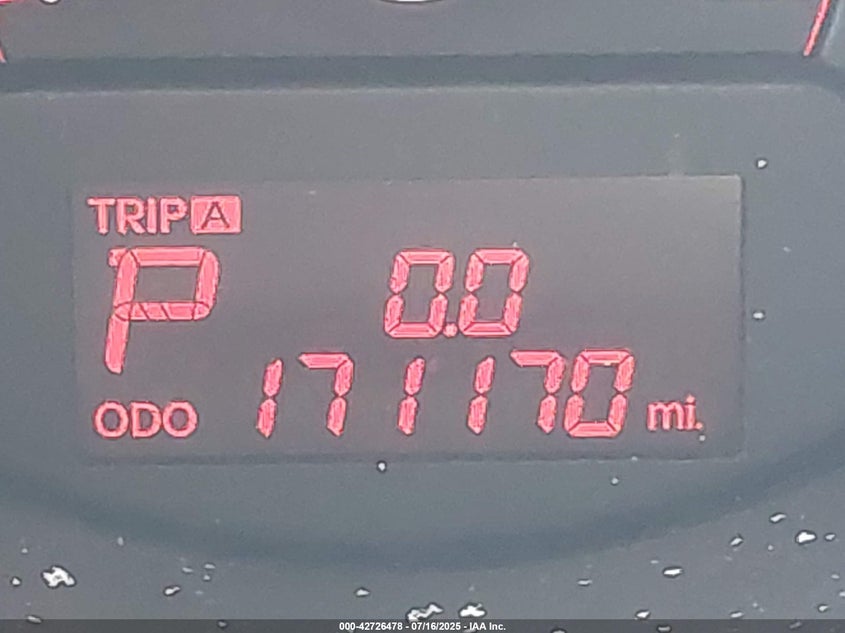 TRIP A
P 0.0
ODO 171170 mi.
000-42726478 - 07/16/2025 - IAA Inc.